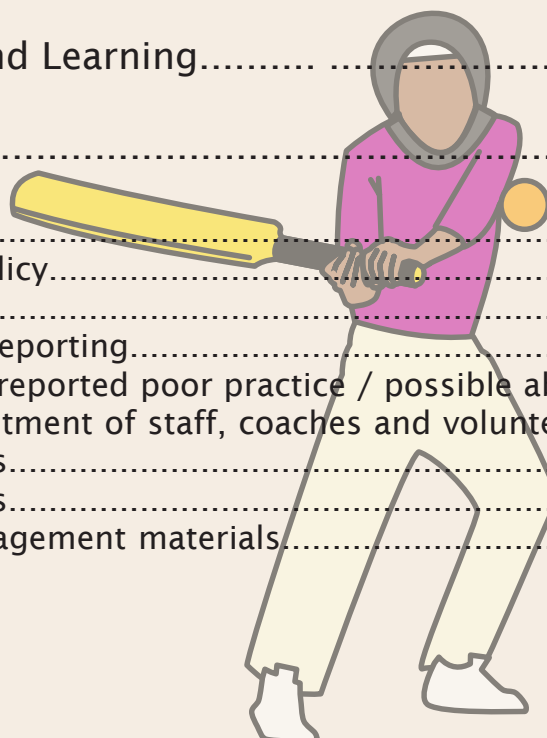 nd Learning.......... ......................
....................................................
....................................................
licy..............................................
....................................................
eporting.......................................
reported poor practice / possible al
tment of staff, coaches and volunte
s..................................................
s..................................................
agement materials.........................